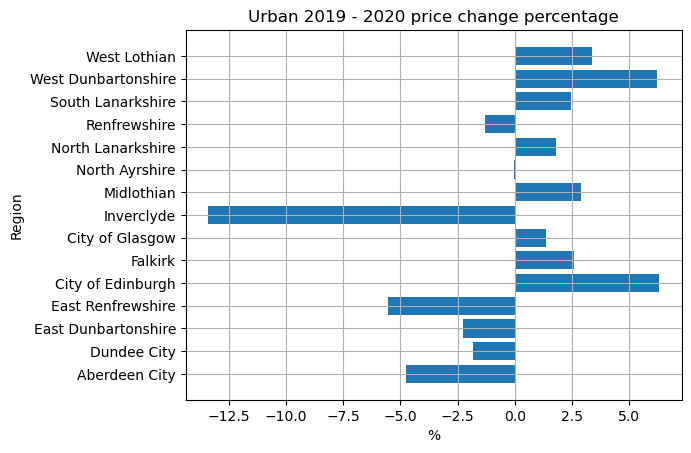 Urban 2019 - 2020 price change percentage
West Lothian
West Dunbartonshire
South Lanarkshire
Renfrewshire
North Lanarkshire
North Ayrshire
Midlothian
Inverclyde
City of Glasgow
Falkirk
City of Edinburgh
East Renfrewshire
East Dunbartonshire
Dundee City
Aberdeen City
Region
−12.5 −10.0 −7.5 −5.0 −2.5 0.0 2.5 5.0
%